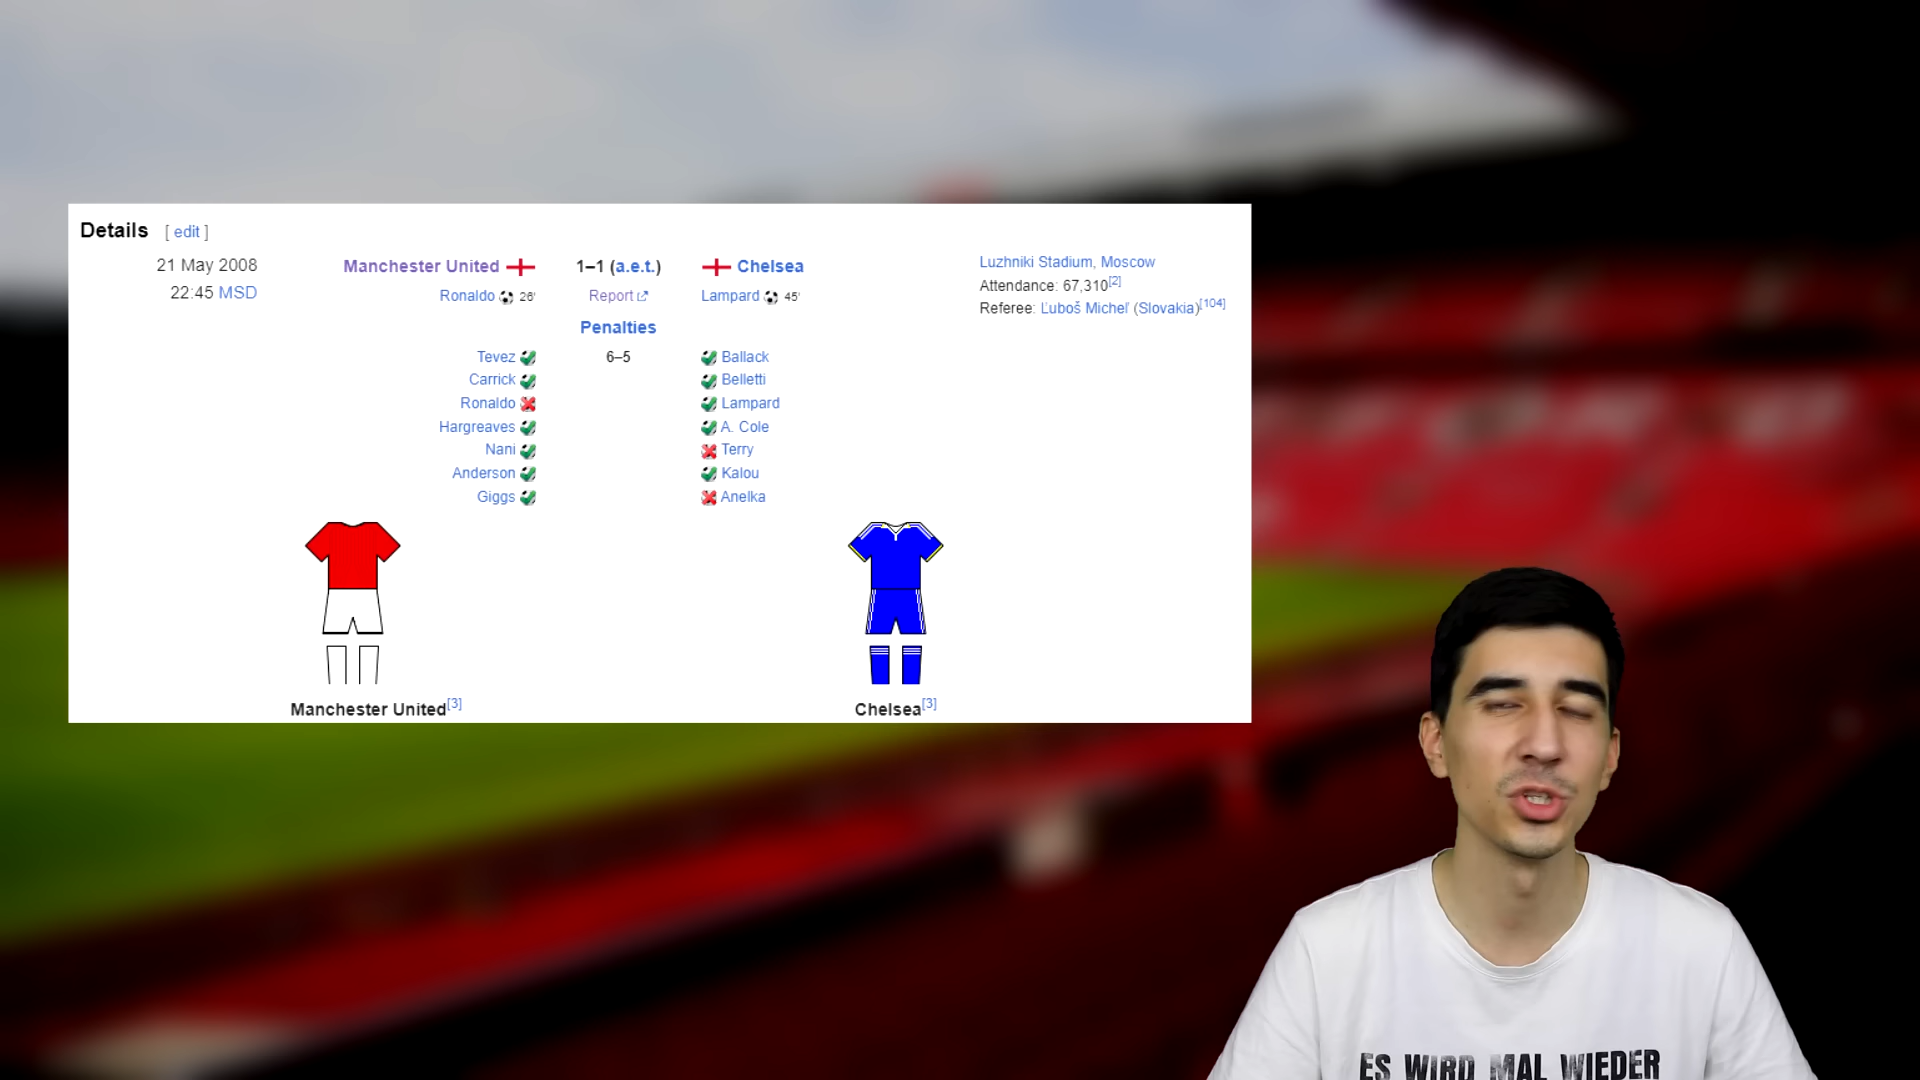 Details [ edit ]
21 May 2008
22:45 MSD
Manchester United 1–1 (a.e.t.) Chelsea
Ronaldo 26' Report Lampard 45'
Penalties
Tevez 6–5 Ballack
Carrick Belletti
Ronaldo Lampard
Hargreaves A. Cole
Nani Terry
Anderson Kalou
Giggs Anelka
Luzhniki Stadium, Moscow
Attendance: 67,310[2]
Referee: Ľuboš Micheľ (Slovakia)[104]
Manchester United[3] Chelsea[3]
ES WIRD MAL WIEDER